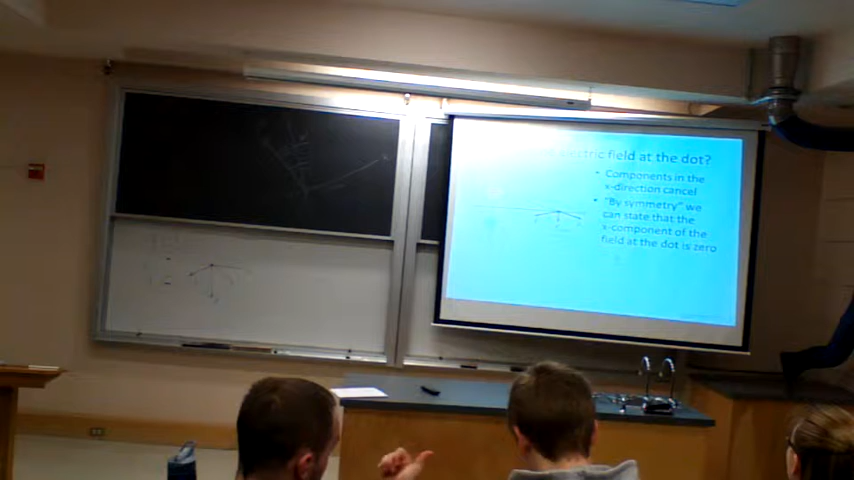 electric field at the dot?
• Components in the
x-direction cancel
• "By symmetry" we
can state that the
x-component of the
field at the dot is zero